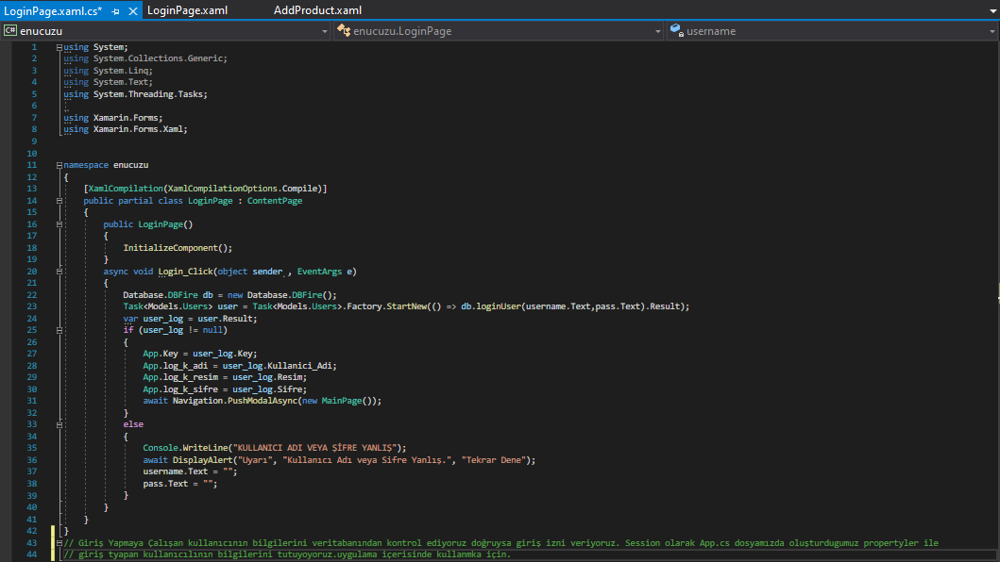 LoginPage.xaml.cs* LoginPage.xaml AddProduct.xaml
C# enucuzu enucuzu.LoginPage username
1 using System;
2 using System.Collections.Generic;
3 using System.Linq;
4 using System.Text;
5 using System.Threading.Tasks;
6
7 using Xamarin.Forms;
8 using Xamarin.Forms.Xaml;
9
10
11 namespace enucuzu
12 {
13 [XamlCompilation(XamlCompilationOptions.Compile)]
14 public partial class LoginPage : ContentPage
15 {
16 public LoginPage()
17 {
18 InitializeComponent();
19 }
20 async void Login_Click(object sender , EventArgs e)
21 {
22 Database.DBFire db = new Database.DBFire();
23 Task<Models.Users> user = Task<Models.Users>.Factory.StartNew(() => db.loginUser(username.Text,pass.Text).Result);
24 var user_log = user.Result;
25 if (user_log != null)
26 {
27 App.Key = user_log.Key;
28 App.log_k_adi = user_log.Kullanici_Adi;
29 App.log_k_resim = user_log.Resim;
30 App.log_k_sifre = user_log.Sifre;
31 await Navigation.PushModalAsync(new MainPage());
32 }
33 else
34 {
35 Console.WriteLine("KULLANICI ADI VEYA ŞİFRE YANLIŞ");
36 await DisplayAlert("Uyarı", "Kullanıcı Adı veya Sifre Yanlış.", "Tekrar Dene");
37 username.Text = "";
38 pass.Text = "";
39 }
40 }
41 }
42 }
43 // Giriş Yapmaya Çalışan kullanıcının bilgilerini veritabanından kontrol ediyoruz doğruysa giriş izni veriyoruz. Session olarak App.cs dosyamızda oluşturdugumuz propertyler ile
44 // giriş tyapan kullanıcılının bilgilerini tutuyoyoruz.uygulama içerisinde kullanmka için.